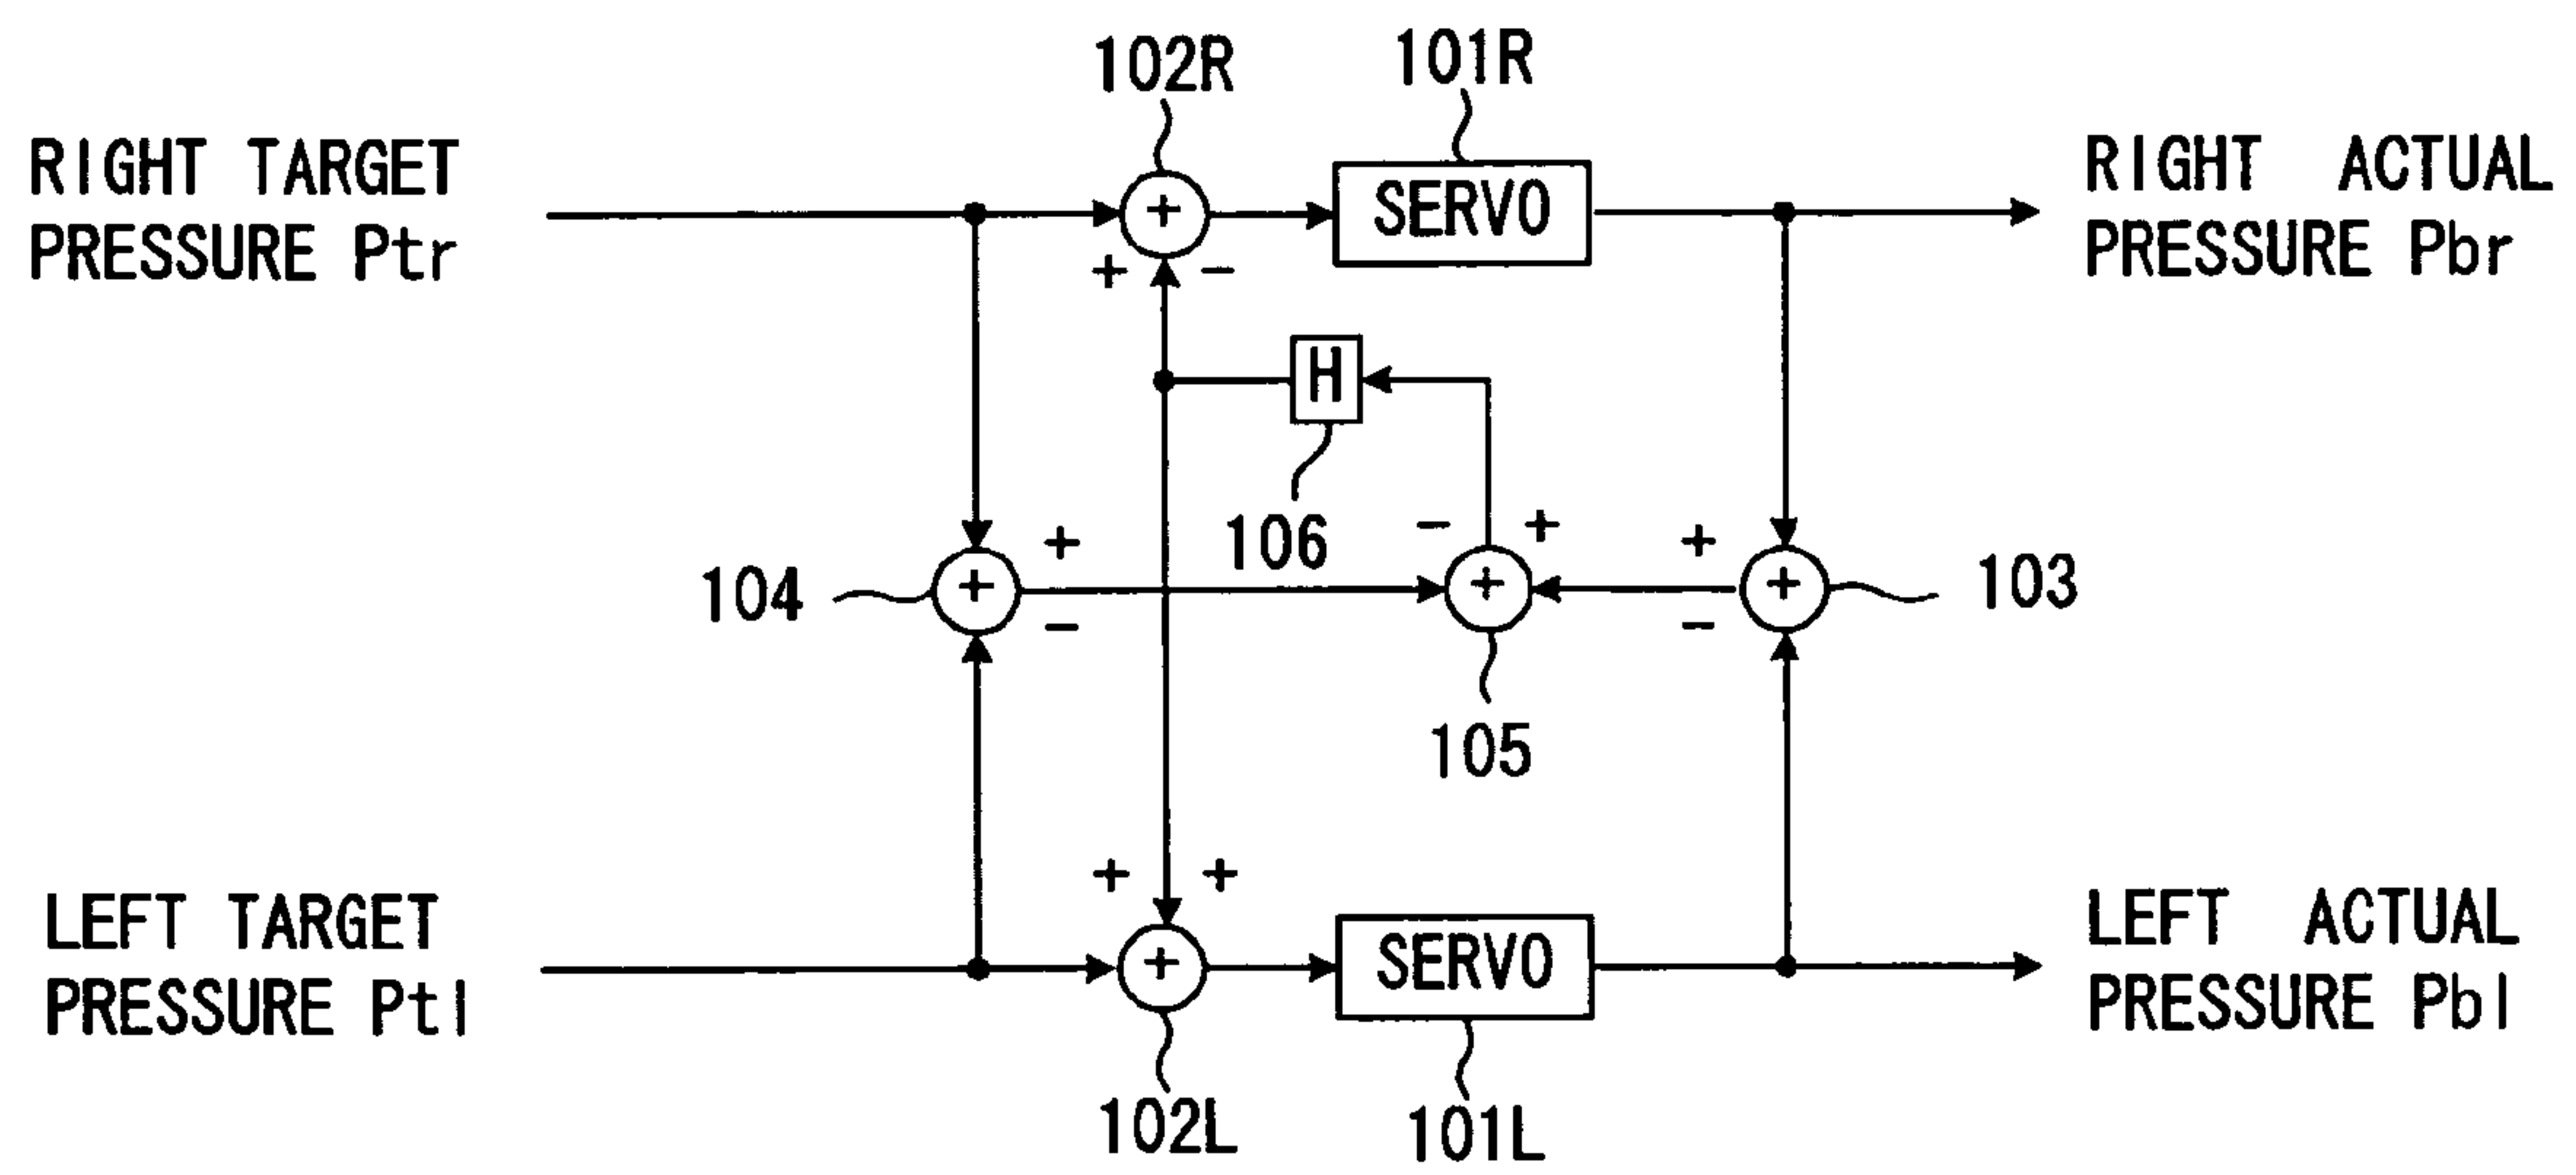 102R
101R
RIGHT TARGET
PRESSURE Ptr
+
SERVO
RIGHT ACTUAL
PRESSURE Pbr
+ -
H
106
104
+
+
-
- +
+
105
+
-
+
103
LEFT TARGET
PRESSURE Ptl
+ +
+
SERVO
LEFT ACTUAL
PRESSURE Pbl
102L
101L